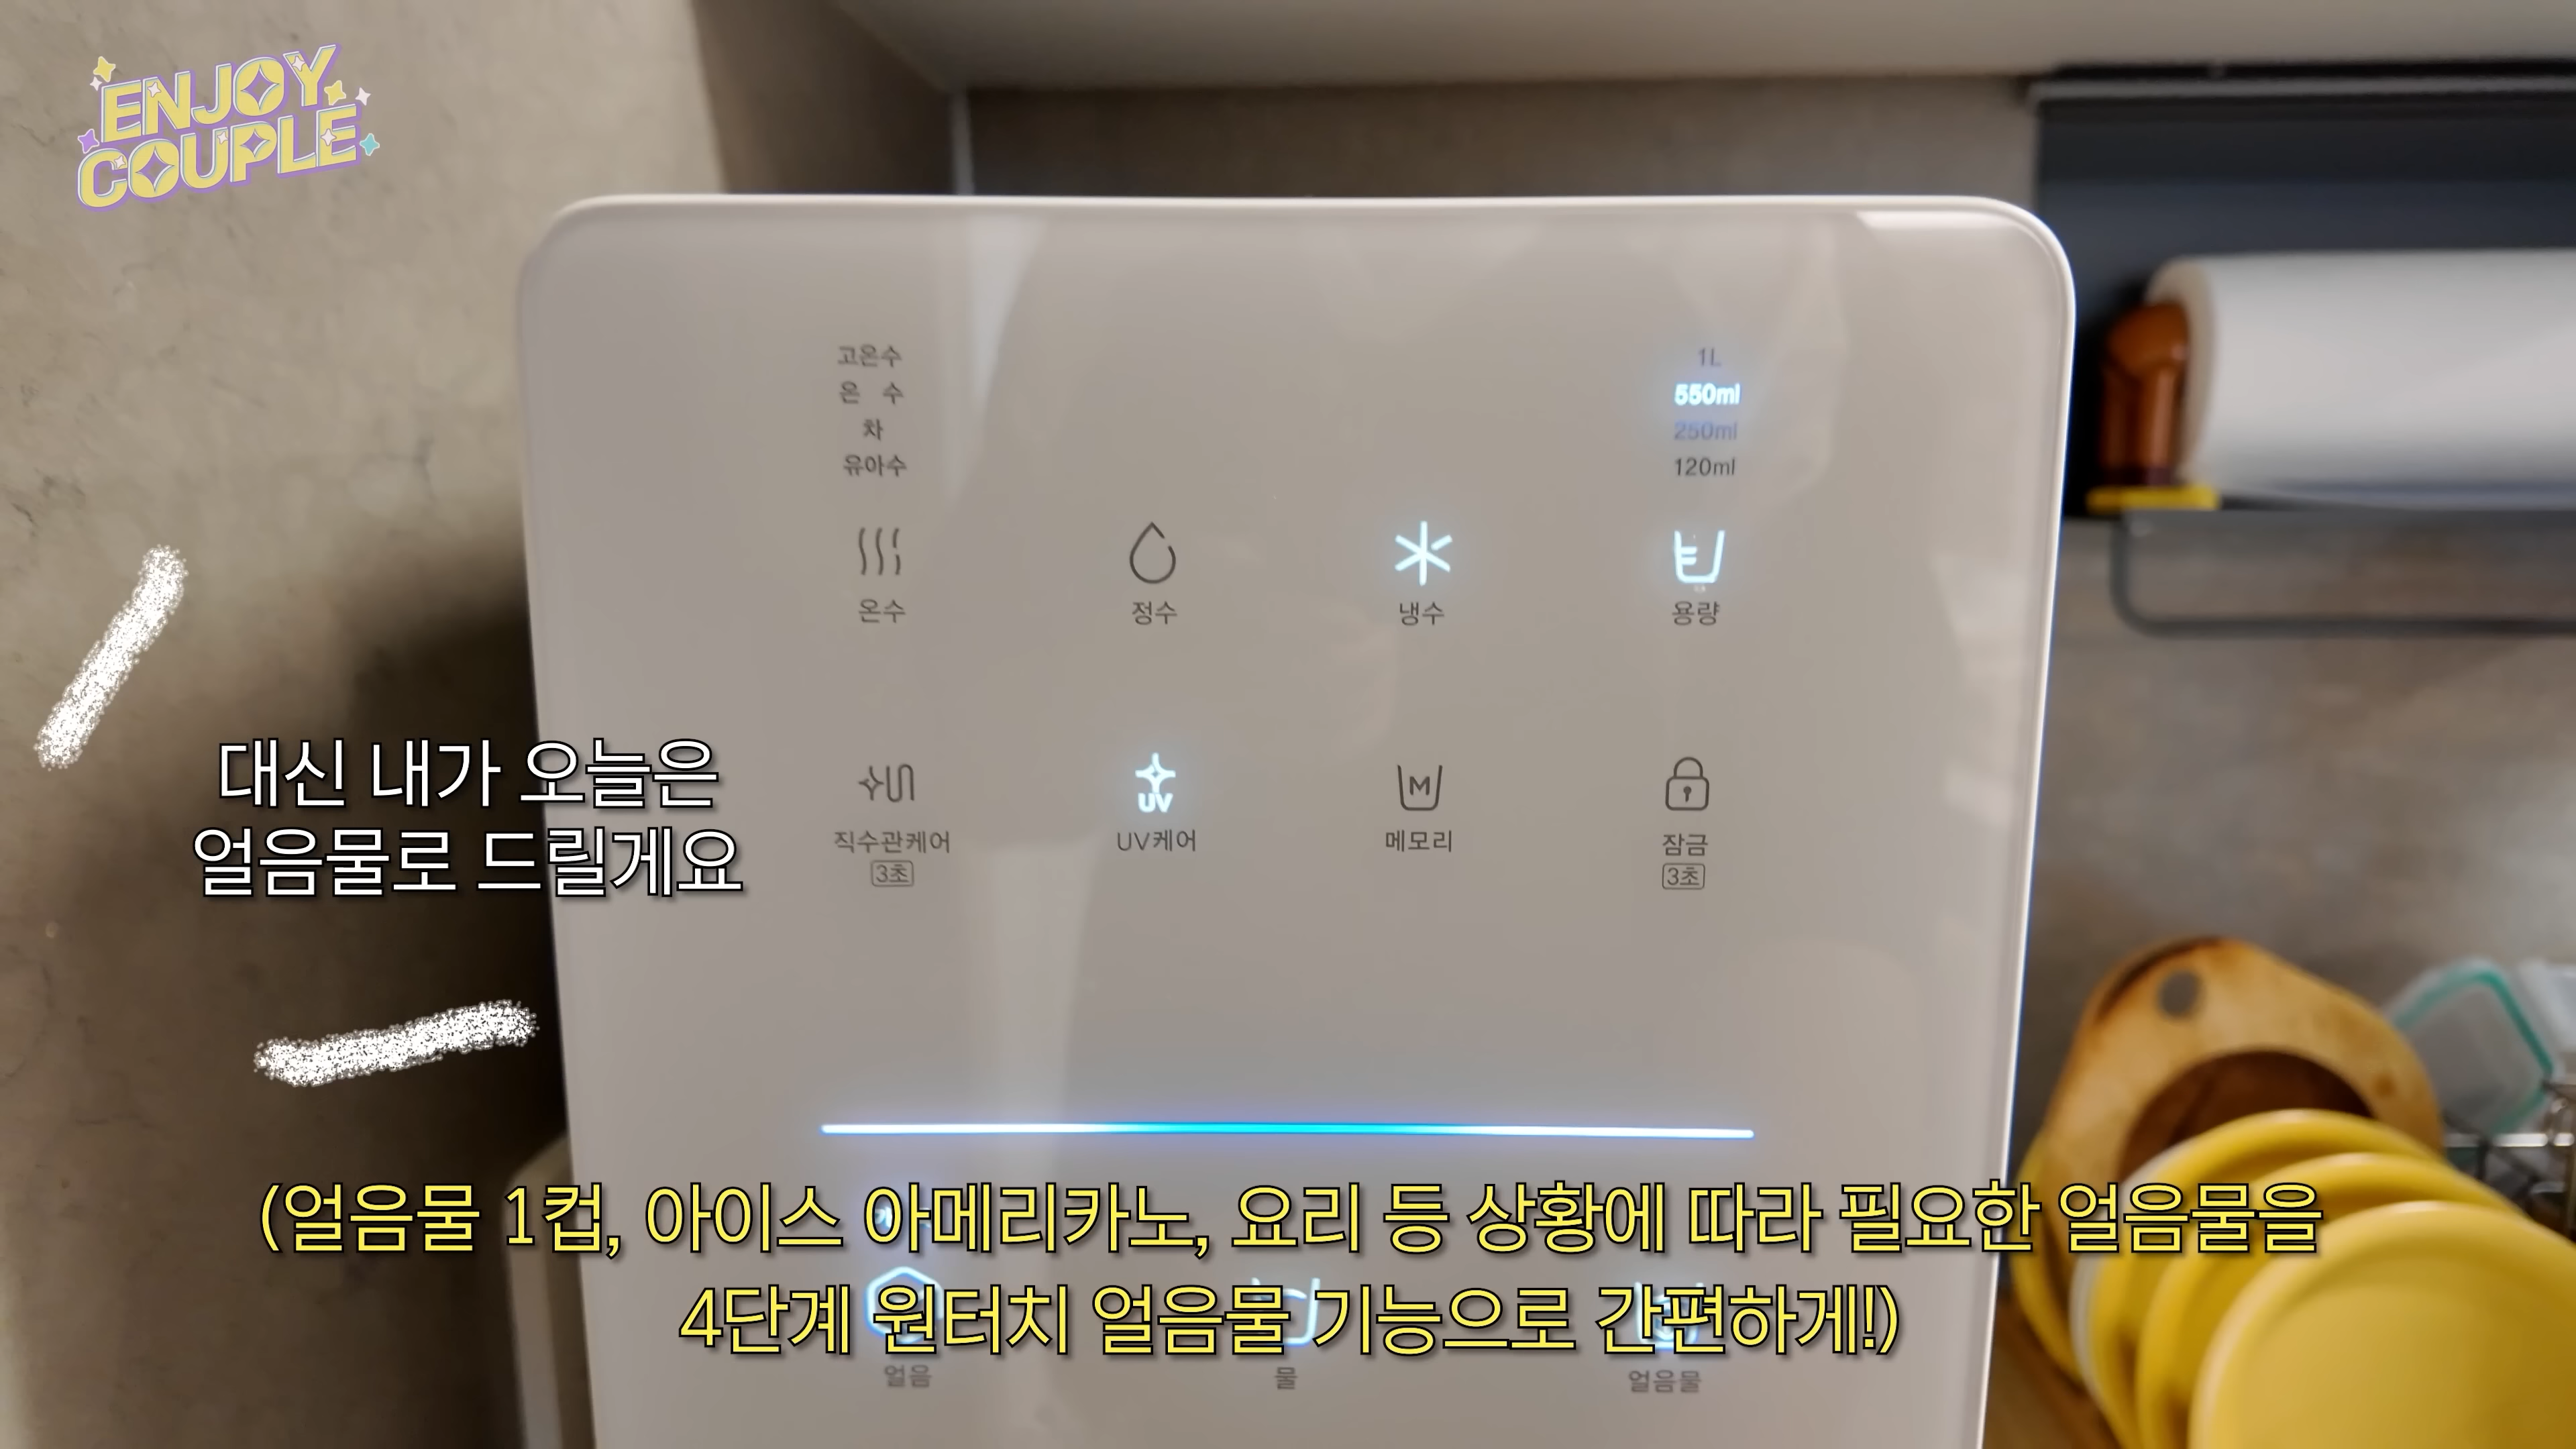 ENJOY
COUPLE
고온수
온 수
차
유아수
1L
550ml
250ml
120ml
온수
정수
냉수
용량
UV
M
직수관케어
3초
UV케어
메모리
잠금
3초
대신 내가 오늘은
얼음물로 드릴게요
(얼음물 1컵, 아이스 아메리카노, 요리 등 상황에 따라 필요한 얼음물을
4단계 원터치 얼음물 기능으로 간편하게!)
얼음
물
얼음물